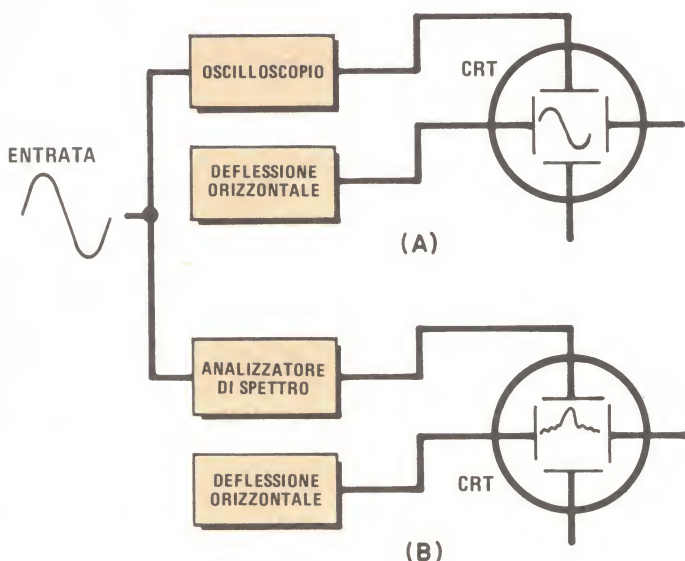 OSCILLOSCOPIO
CRT
ENTRATA
DEFLESSIONE
ORIZZONTALE
(A)
ANALIZZATORE
DI SPETTRO
DEFLESSIONE
ORIZZONTALE
CRT
(B)